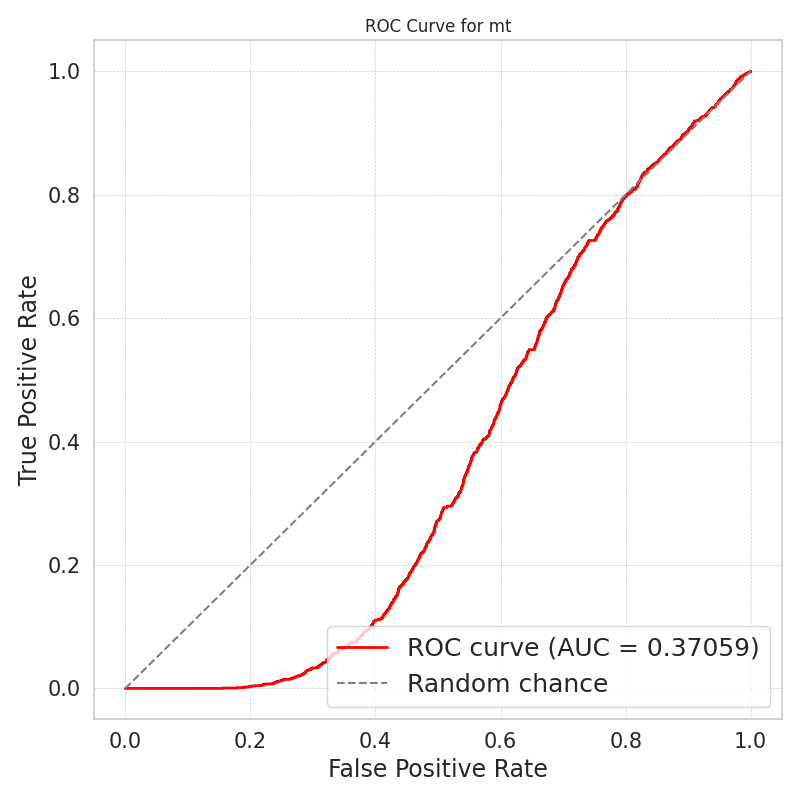 ROC Curve for mt
True Positive Rate
1.0
0.8
0.6
0.4
0.2
0.0
ROC curve (AUC = 0.37059)
Random chance
0.0 0.2 0.4 0.6 0.8 1.0
False Positive Rate